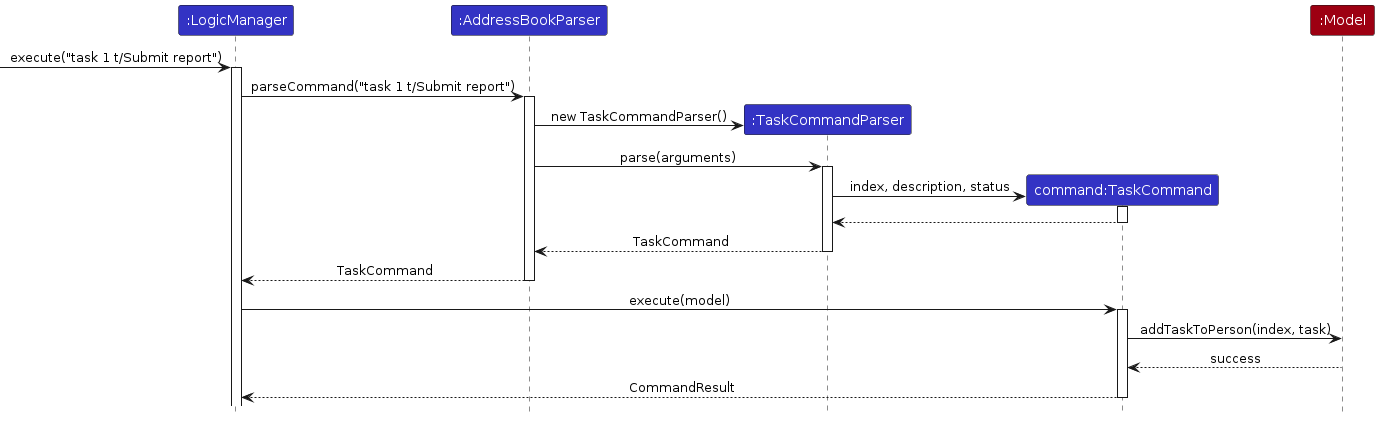 :LogicManager
:AddressBookParser
:Model
execute("task 1 t/Submit report")
parseCommand("task 1 t/Submit report")
new TaskCommandParser()
:TaskCommandParser
parse(arguments)
index, description, status
command:TaskCommand
TaskCommand
TaskCommand
execute(model)
addTaskToPerson(index, task)
success
CommandResult